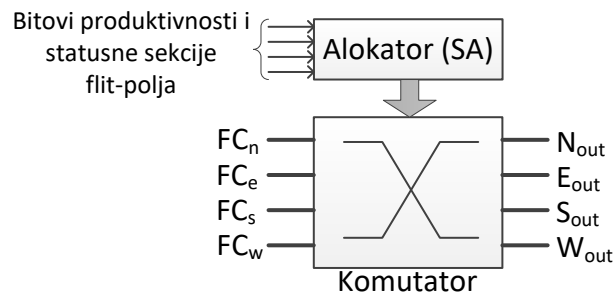 Bitovi produktivnosti i
statusne sekcije
flit-polja
Alokator (SA)
FCn
FCe
FCs
FCw
Nout
Eout
Sout
Wout
Komutator